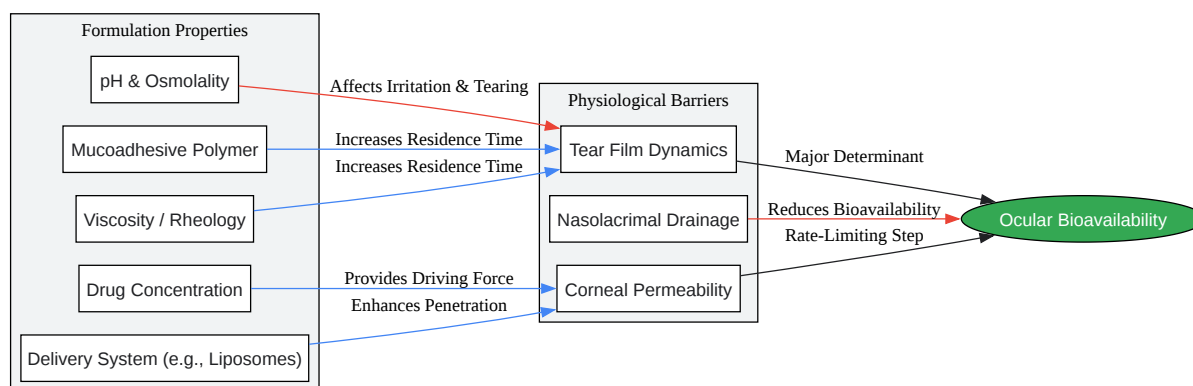 Formulation Properties
pH & Osmolality
Mucoadhesive Polymer
Viscosity / Rheology
Drug Concentration
Delivery System (e.g., Liposomes)
Affects Irritation & Tearing
Increases Residence Time
Increases Residence Time
Provides Driving Force
Enhances Penetration
Physiological Barriers
Tear Film Dynamics
Nasolacrimal Drainage
Corneal Permeability
Major Determinant
Reduces Bioavailability
Rate-Limiting Step
Ocular Bioavailability